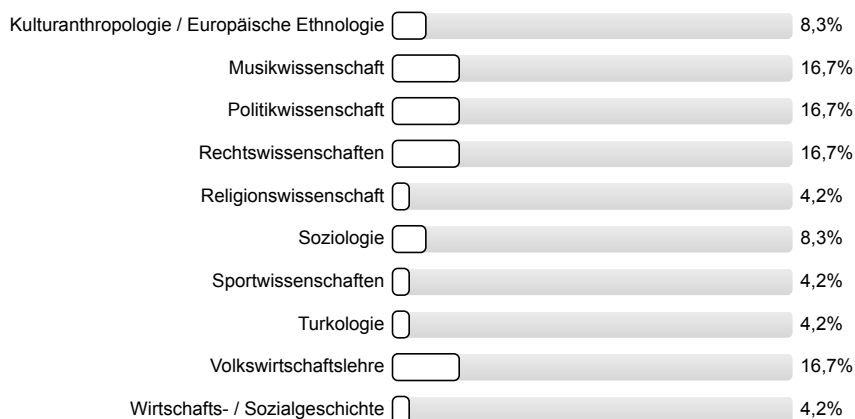 Kulturanthropologie / Europäische Ethnologie 8,3%
Musikwissenschaft 16,7%
Politikwissenschaft 16,7%
Rechtswissenschaften 16,7%
Religionswissenschaft 4,2%
Soziologie 8,3%
Sportwissenschaften 4,2%
Turkologie 4,2%
Volkswirtschaftslehre 16,7%
Wirtschafts- / Sozialgeschichte 4,2%